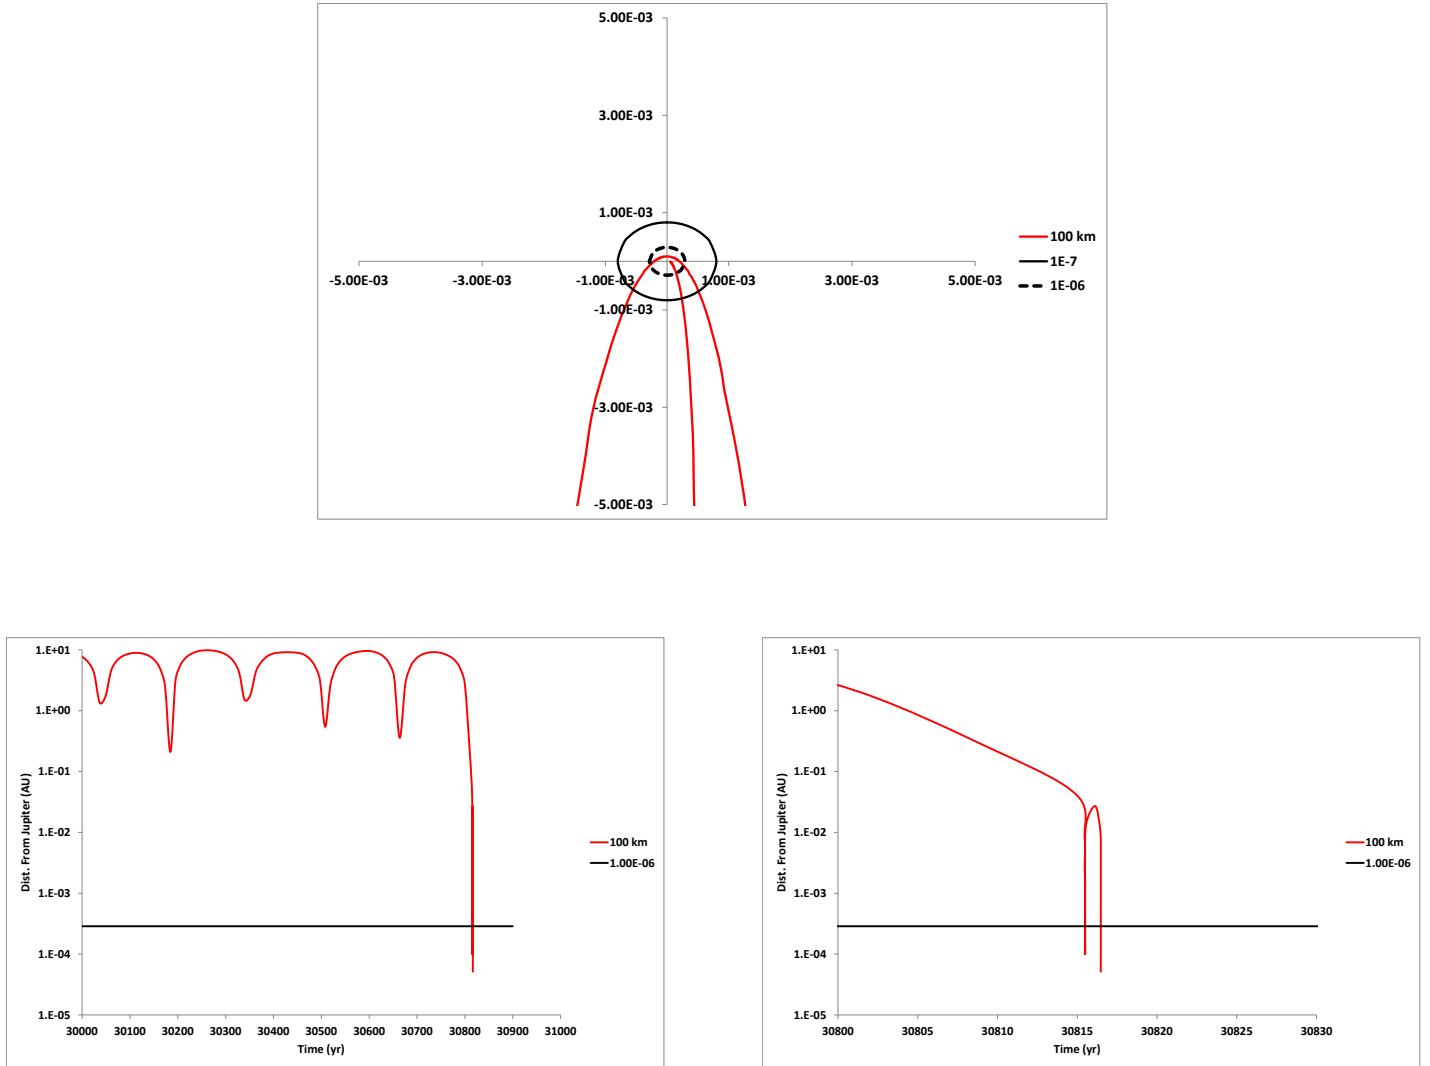 5.00E-03
3.00E-03
1.00E-03
-5.00E-03 -3.00E-03 -1.00E-03 1.00E-03 3.00E-03 5.00E-03
-1.00E-03
-3.00E-03
-5.00E-03
100 km
1E-7
1E-06
1.E+01
1.E+00
1.E-01
1.E-02
1.E-03
1.E-04
1.E-05
Dist. From Jupiter (AU)
30000 30100 30200 30300 30400 30500 30600 30700 30800 30900 31000
Time (yr)
100 km
1.00E-06
1.E+01
1.E+00
1.E-01
1.E-02
1.E-03
1.E-04
1.E-05
Dist. From Jupiter (AU)
30800 30805 30810 30815 30820 30825 30830
Time (yr)
100 km
1.00E-06